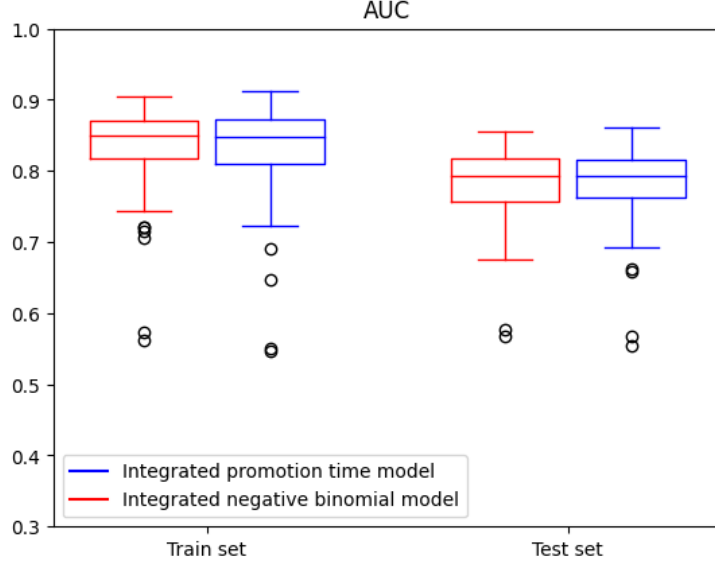 AUC
1.0
0.9
0.8
0.7
0.6
0.5
0.4
0.3
Integrated promotion time model
Integrated negative binomial model
Train set
Test set